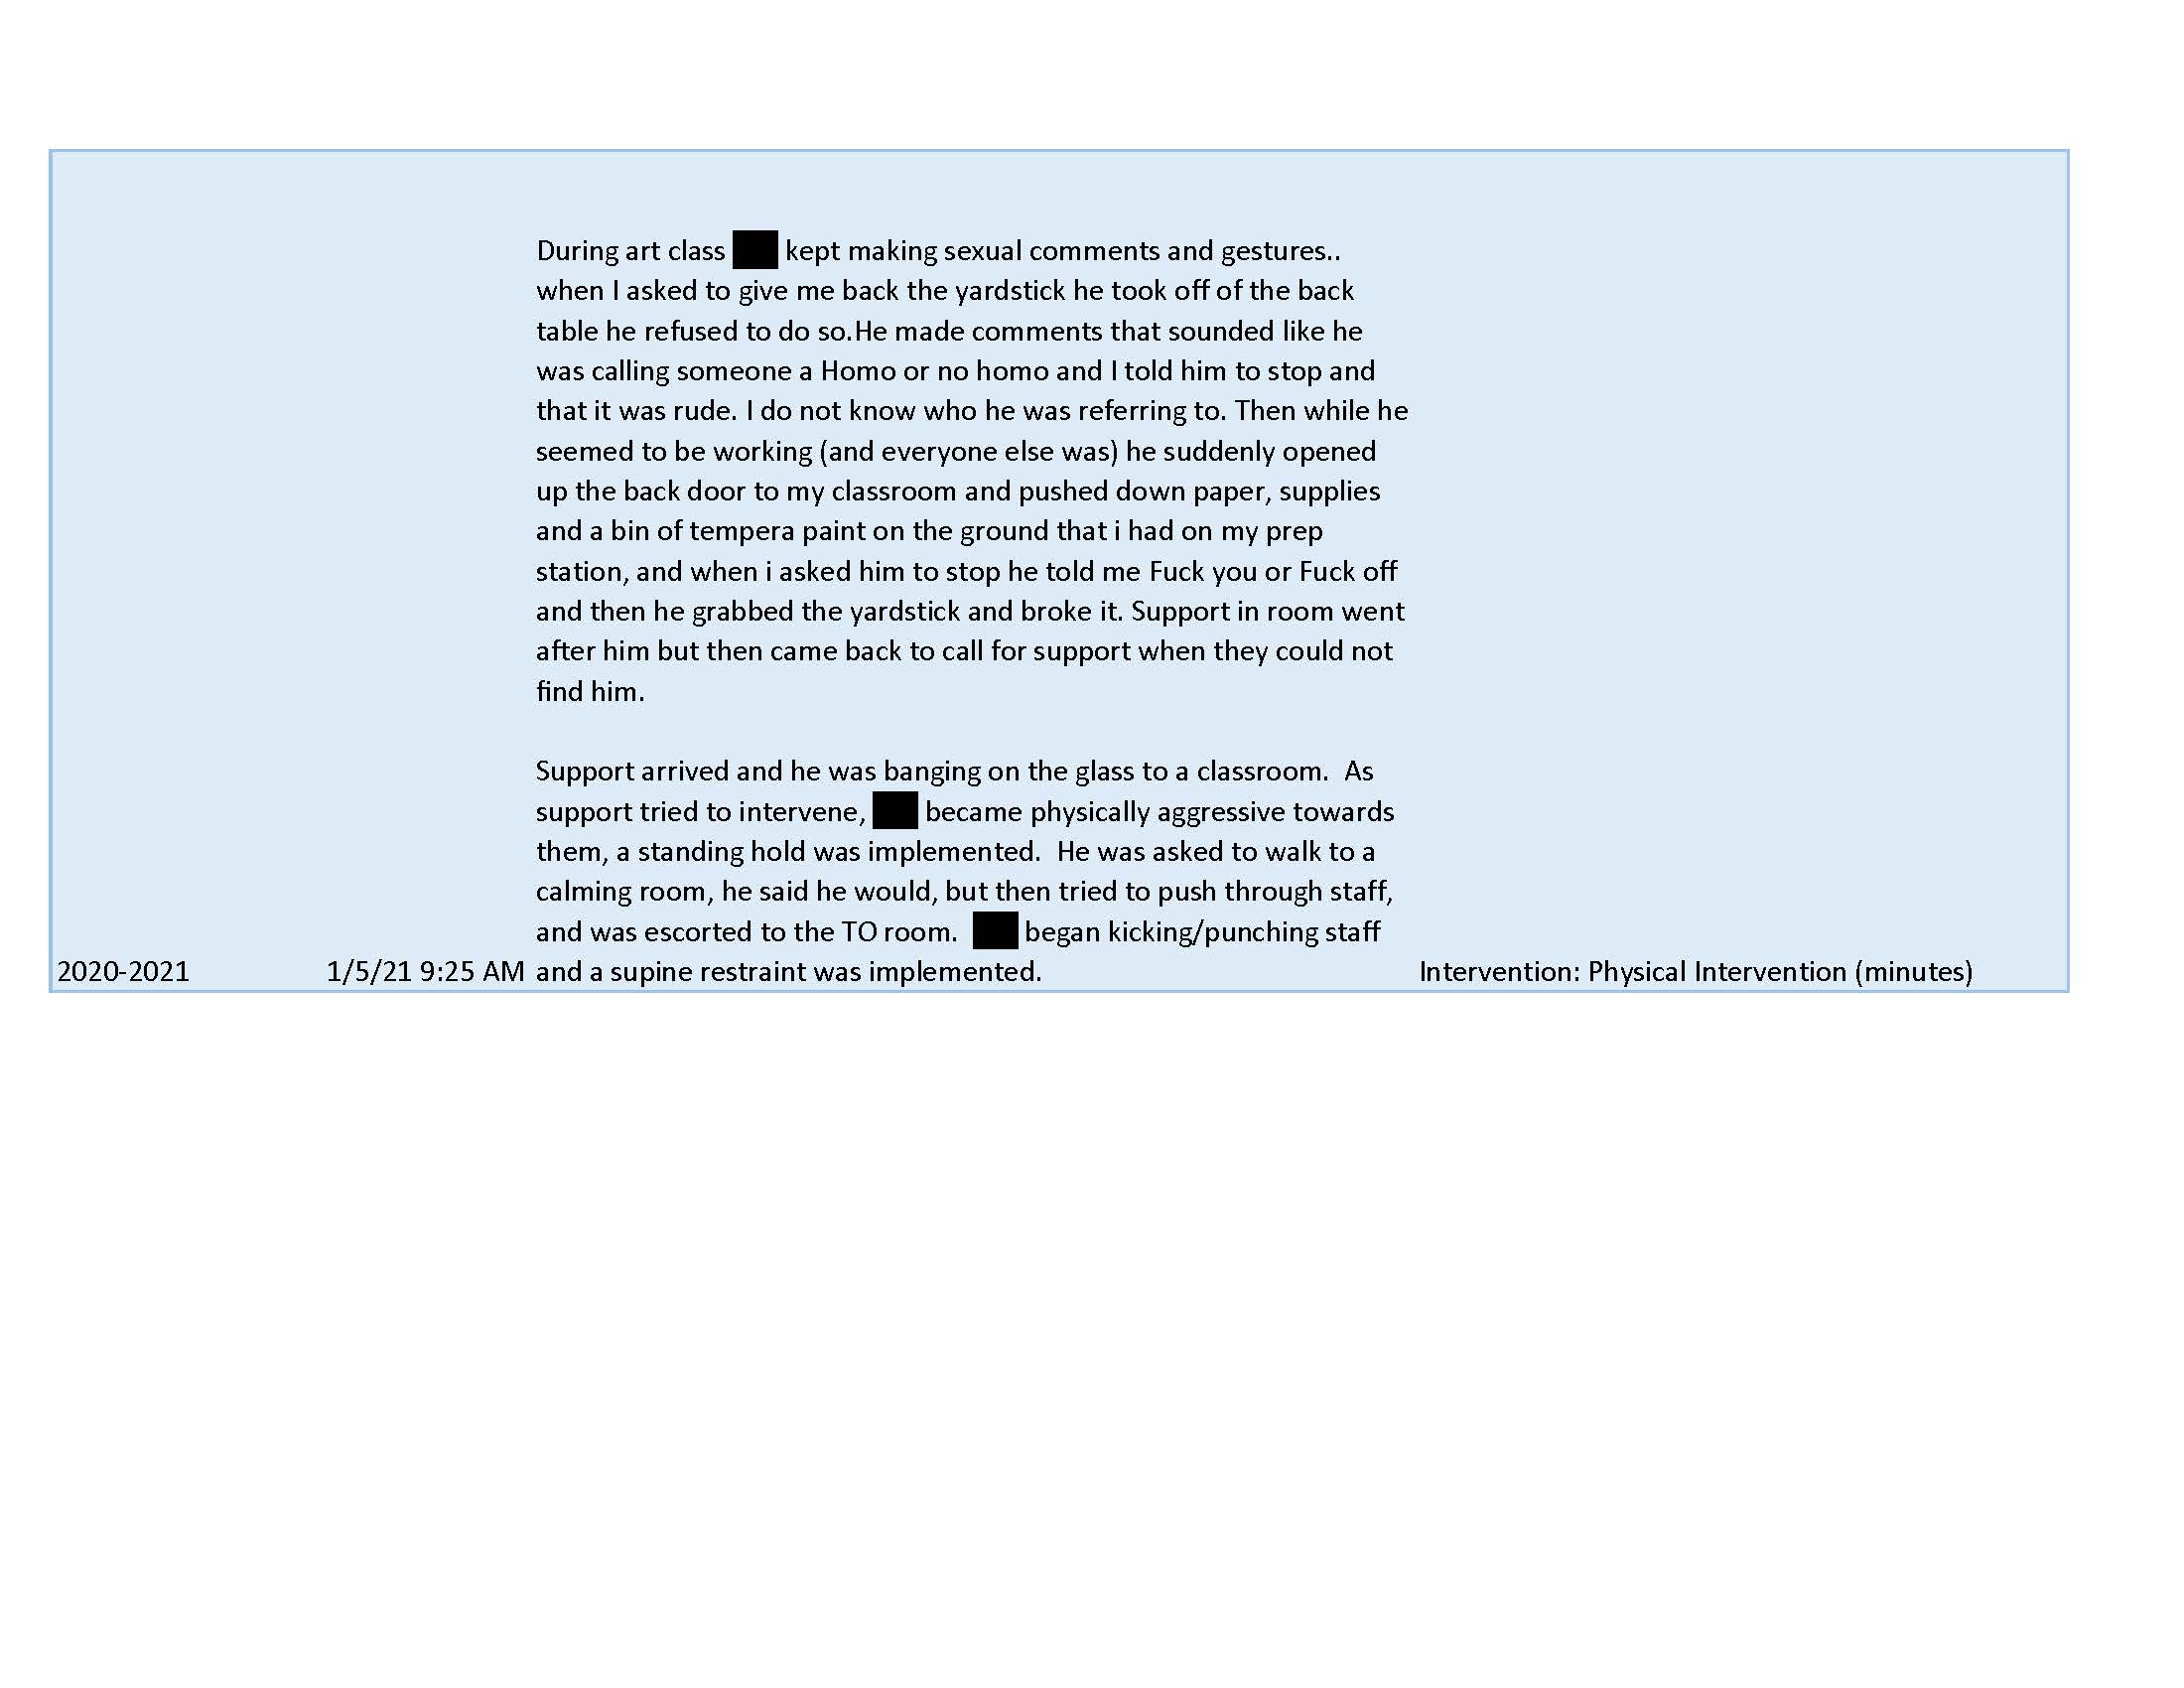 During art class kept making sexual comments and gestures..
when I asked to give me back the yardstick he took off of the back
table he refused to do so.He made comments that sounded like he
was calling someone a Homo or no homo and I told him to stop and
that it was rude. I do not know who he was referring to. Then while he
seemed to be working (and everyone else was) he suddenly opened
up the back door to my classroom and pushed down paper, supplies
and a bin of tempera paint on the ground that i had on my prep
station, and when i asked him to stop he told me Fuck you or Fuck off
and then he grabbed the yardstick and broke it. Support in room went
after him but then came back to call for support when they could not
find him.
Support arrived and he was banging on the glass to a classroom.  As
support tried to intervene, became physically aggressive towards
them, a standing hold was implemented.  He was asked to walk to a
calming room, he said he would, but then tried to push through staff,
and was escorted to the TO room. began kicking/punching staff
2020-2021 1/5/21 9:25 AM and a supine restraint was implemented. Intervention: Physical Intervention (minutes)